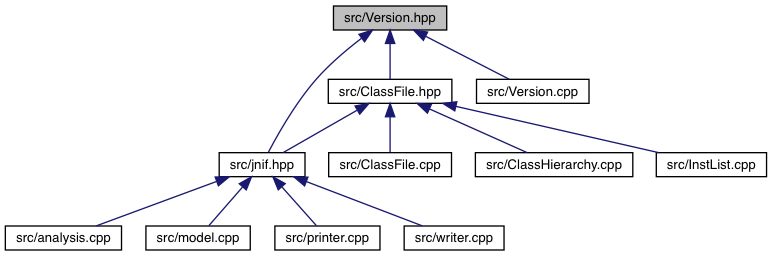 src/Version.hpp
src/ClassFile.hpp
src/Version.cpp
src/jnif.hpp
src/ClassFile.cpp
src/ClassHierarchy.cpp
src/InstList.cpp
src/analysis.cpp
src/model.cpp
src/printer.cpp
src/writer.cpp